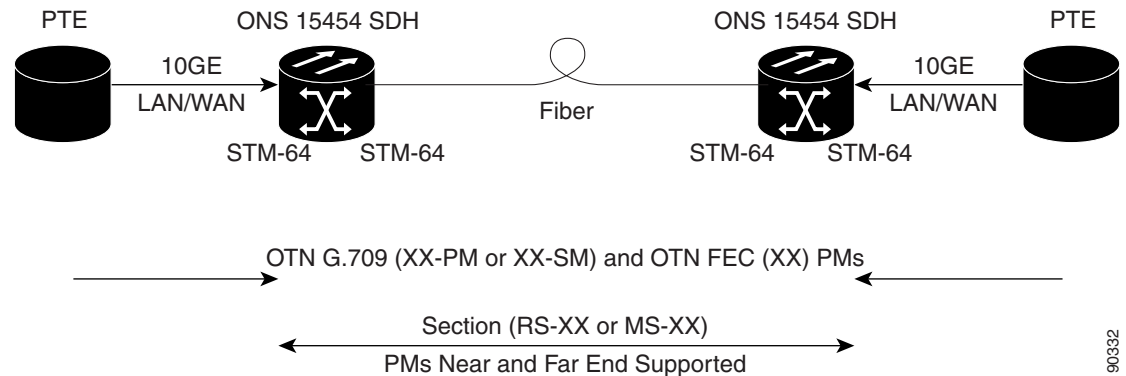 PTE
ONS 15454 SDH
ONS 15454 SDH
PTE
10GE
LAN/WAN
Fiber
10GE
LAN/WAN
STM-64
STM-64
STM-64
STM-64
OTN G.709 (XX-PM or XX-SM) and OTN FEC (XX) PMs
Section (RS-XX or MS-XX)
PMs Near and Far End Supported
90332